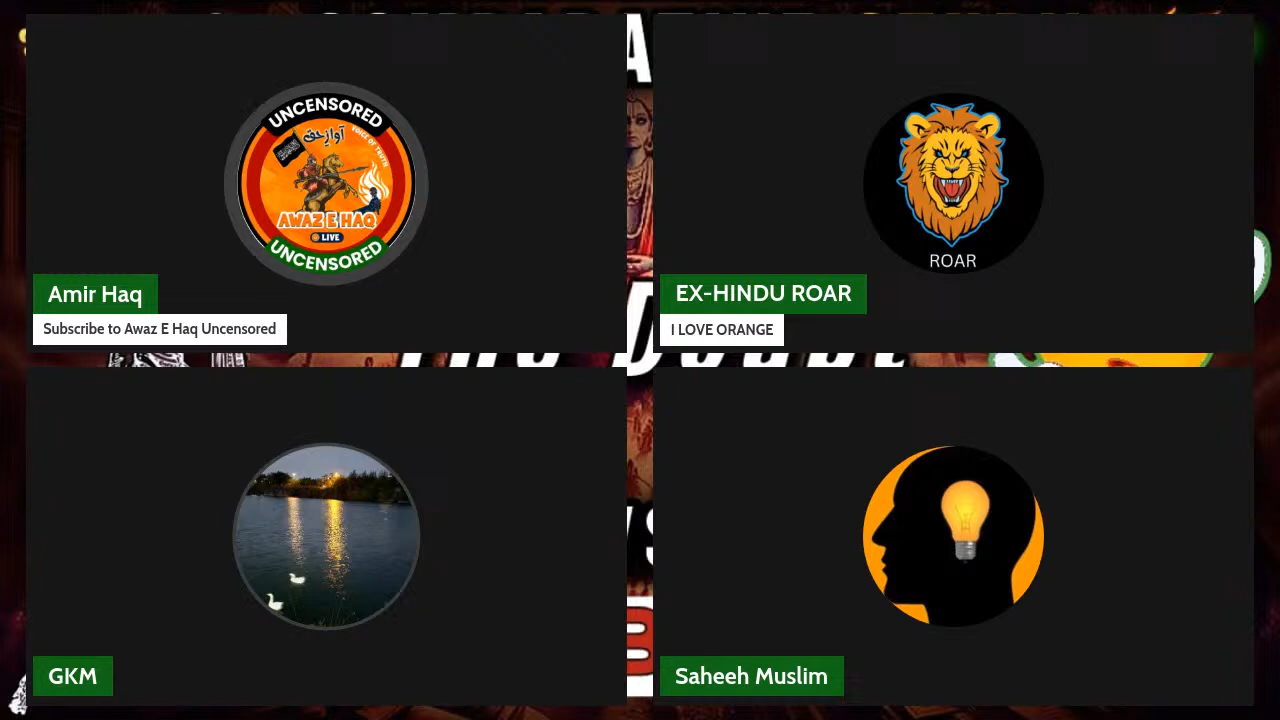 UNCENSORED
آوازِحق
VOICE OF TRUTH
AWAZ E HAQ
LIVE
UNCENSORED
Amir Haq
Subscribe to Awaz E Haq Uncensored
ROAR
EX-HINDU ROAR
I LOVE ORANGE
GKM
Saheeh Muslim